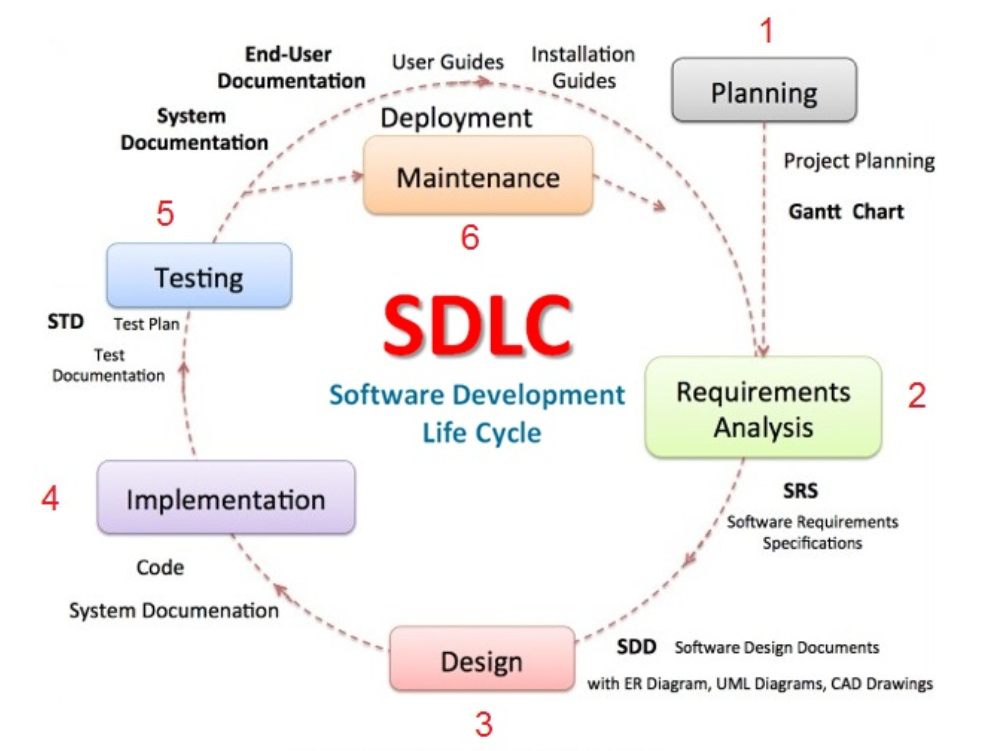 1
Planning
Project Planning
Gantt Chart
2
Requirements
Analysis
SRS
Software Requirements
Specifications
SDD Software Design Documents
with ER Diagram, UML Diagrams, CAD Drawings
Design
3
4
Implementation
Code
System Documenation
5
Testing
STD Test Plan
Test
Documentation
System
Documentation
End-User
Documentation
User Guides
Installation
Guides
Deployment
Maintenance
6
SDLC
Software Development
Life Cycle